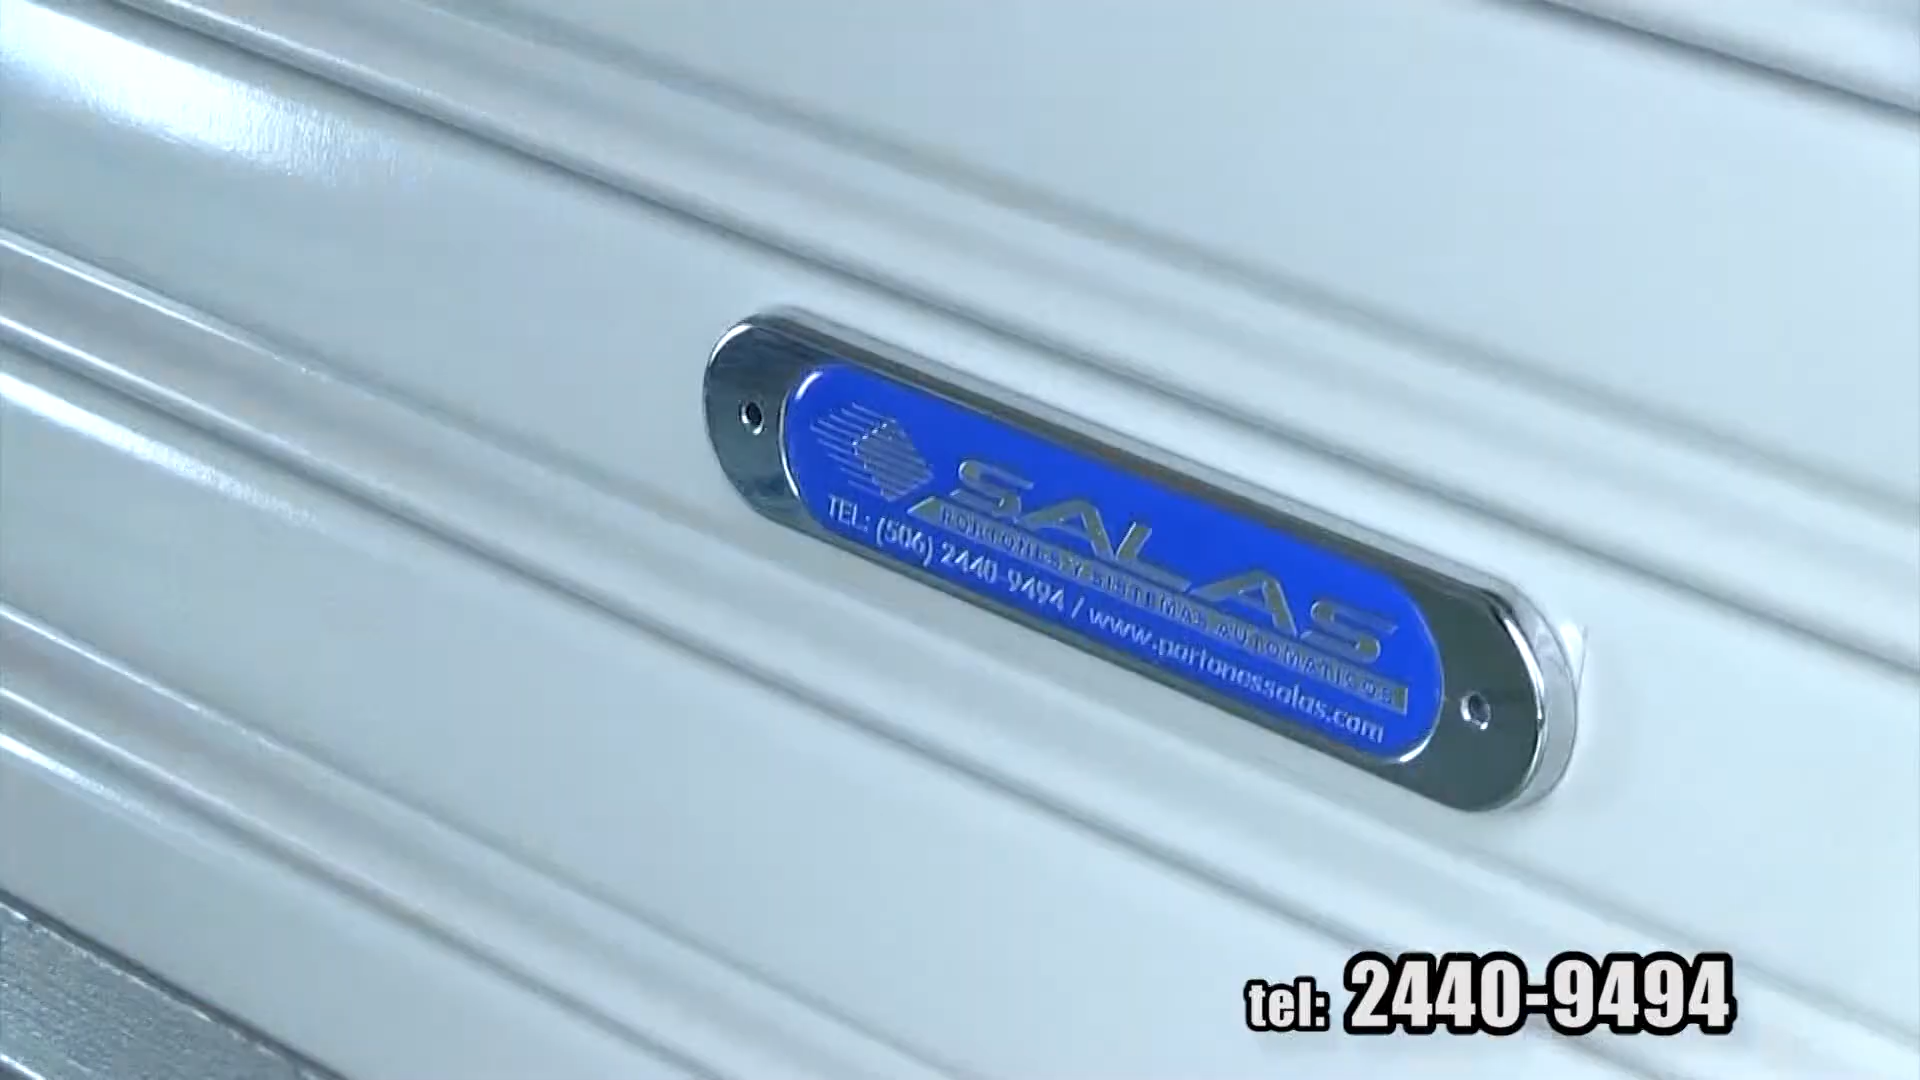 SALAS
PORTONES Y SISTEMAS AUTOMATICOS
TEL: (506) 2440-9494 / www.portonessalas.com
tel: 2440-9494